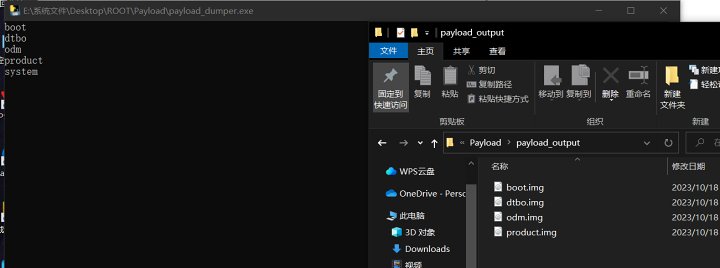 E:\系统文件\Desktop\ROOT\Payload\payload_dumper.exe
boot
dtbo
odm
product
system
payload_output
文件
主页
共享
查看
固定到
快速访问
复制
粘贴
剪切
复制路径
粘贴快捷方式
剪贴板
移动到
复制到
删除
重命名
组织
新建
文件夹
新建
轻松
新建
« Payload › payload_output
在
WPS云盘
OneDrive - Perso
此电脑
3D 对象
Downloads
视频
名称
修改日期
boot.img
2023/10/18
dtbo.img
2023/10/18
odm.img
2023/10/18
product.img
2023/10/18